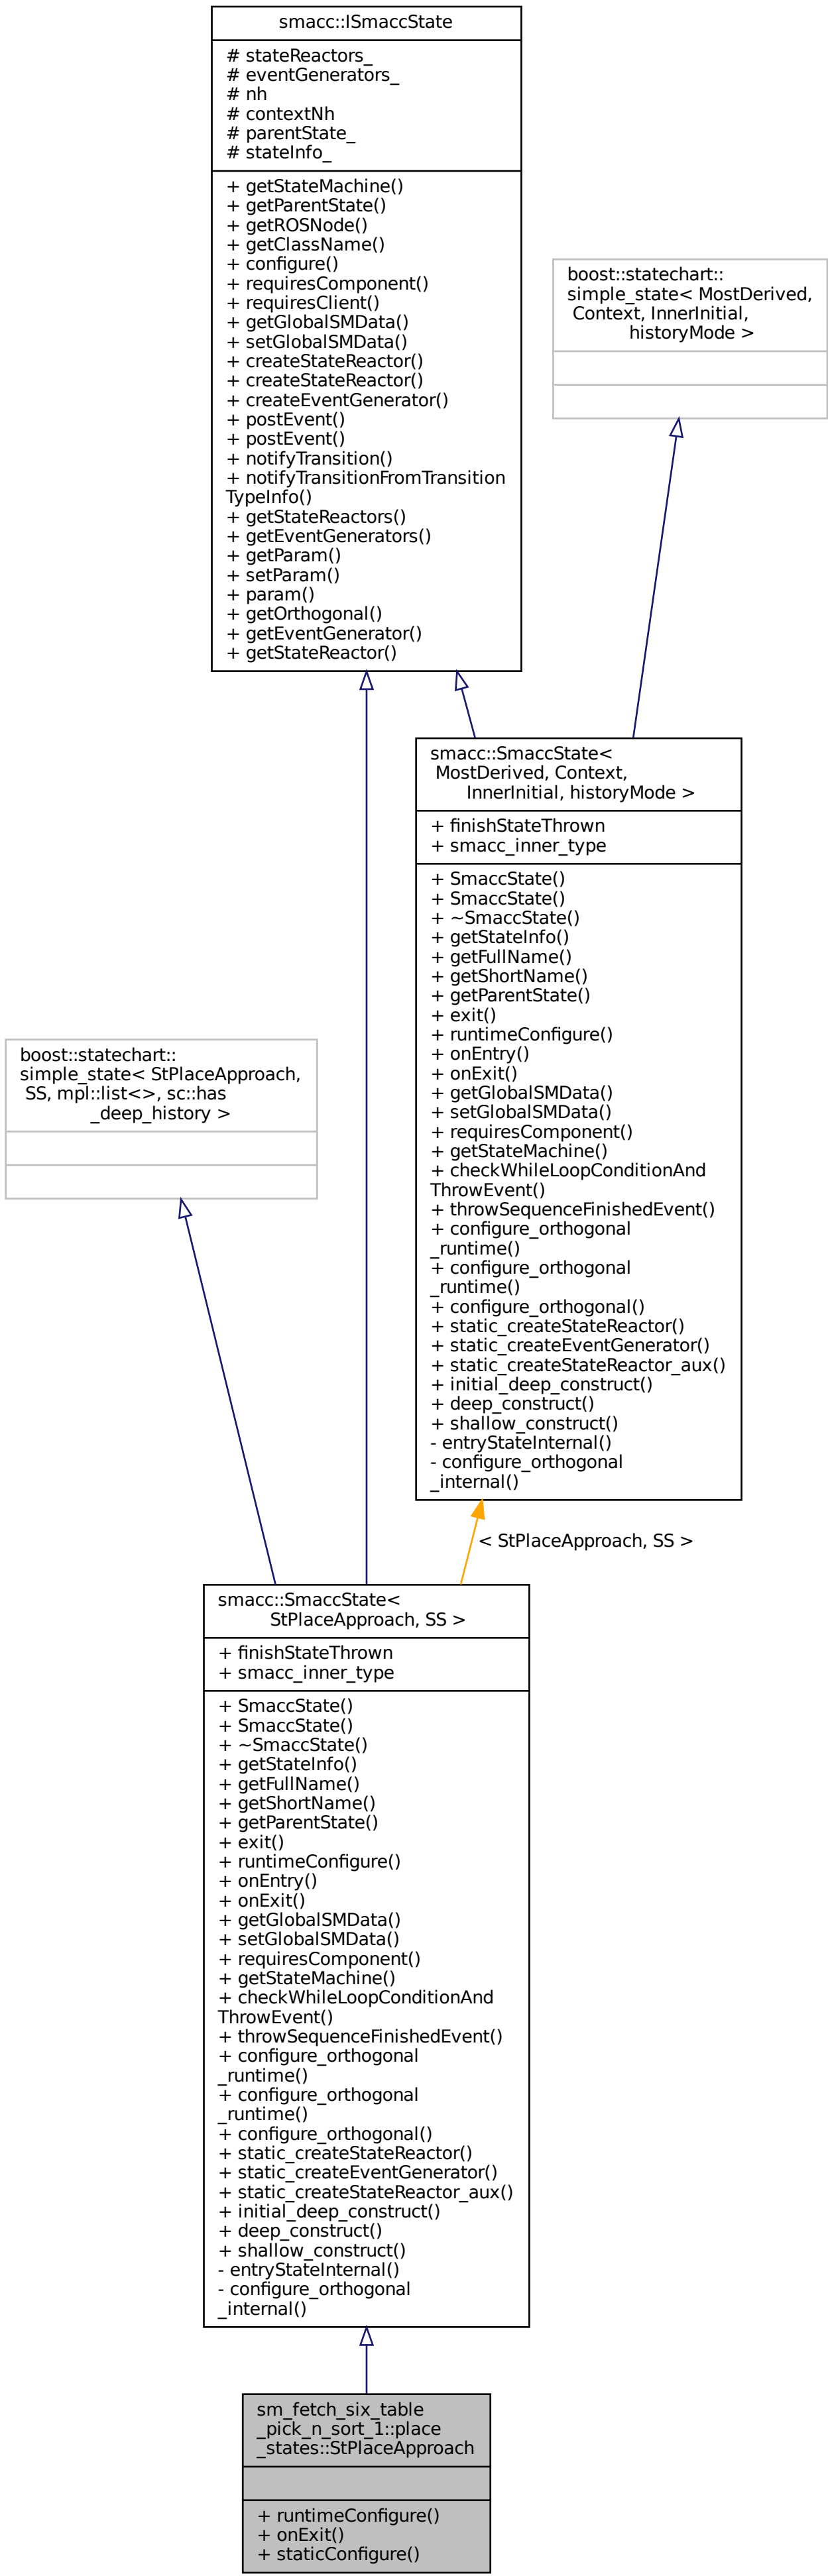 smacc::ISmaccState
# stateReactors_
# eventGenerators_
# nh
# contextNh
# parentState_
# stateInfo_
+ getStateMachine()
+ getParentState()
+ getROSNode()
+ getClassName()
+ configure()
+ requiresComponent()
+ requiresClient()
+ getGlobalSMData()
+ setGlobalSMData()
+ createStateReactor()
+ createStateReactor()
+ createEventGenerator()
+ postEvent()
+ postEvent()
+ notifyTransition()
+ notifyTransitionFromTransition
TypeInfo()
+ getStateReactors()
+ getEventGenerators()
+ getParam()
+ setParam()
+ param()
+ getOrthogonal()
+ getEventGenerator()
+ getStateReactor()
boost::statechart::
simple_state< MostDerived,
Context, InnerInitial,
historyMode >
smacc::SmaccState<
MostDerived, Context,
InnerInitial, historyMode >
+ finishStateThrown
+ smacc_inner_type
+ SmaccState()
+ SmaccState()
+ ~SmaccState()
+ getStateInfo()
+ getFullName()
+ getShortName()
+ getParentState()
+ exit()
+ runtimeConfigure()
+ onEntry()
+ onExit()
+ getGlobalSMData()
+ setGlobalSMData()
+ requiresComponent()
+ getStateMachine()
+ checkWhileLoopConditionAnd
ThrowEvent()
+ throwSequenceFinishedEvent()
+ configure_orthogonal
_runtime()
+ configure_orthogonal
_runtime()
+ configure_orthogonal()
+ static_createStateReactor()
+ static_createEventGenerator()
+ static_createStateReactor_aux()
+ initial_deep_construct()
+ deep_construct()
+ shallow_construct()
- entryStateInternal()
- configure_orthogonal
_internal()
boost::statechart::
simple_state< StPlaceApproach,
SS, mpl::list<>, sc::has
_deep_history >
< StPlaceApproach, SS >
smacc::SmaccState<
StPlaceApproach, SS >
+ finishStateThrown
+ smacc_inner_type
+ SmaccState()
+ SmaccState()
+ ~SmaccState()
+ getStateInfo()
+ getFullName()
+ getShortName()
+ getParentState()
+ exit()
+ runtimeConfigure()
+ onEntry()
+ onExit()
+ getGlobalSMData()
+ setGlobalSMData()
+ requiresComponent()
+ getStateMachine()
+ checkWhileLoopConditionAnd
ThrowEvent()
+ throwSequenceFinishedEvent()
+ configure_orthogonal
_runtime()
+ configure_orthogonal
_runtime()
+ configure_orthogonal()
+ static_createStateReactor()
+ static_createEventGenerator()
+ static_createStateReactor_aux()
+ initial_deep_construct()
+ deep_construct()
+ shallow_construct()
- entryStateInternal()
- configure_orthogonal
_internal()
sm_fetch_six_table
_pick_n_sort_1::place
_states::StPlaceApproach
+ runtimeConfigure()
+ onExit()
+ staticConfigure()